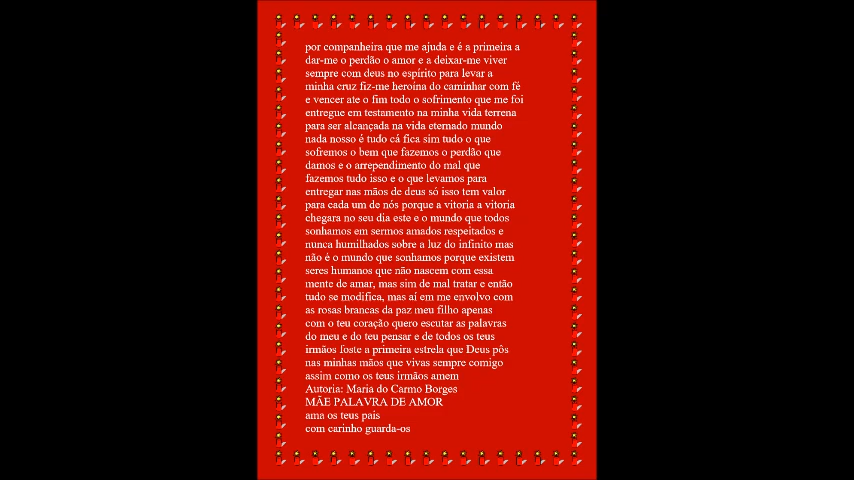 por companheira que me ajuda e é a primeira a
dar-me o perdão o amor e a deixar-me viver
sempre com deus no espírito para levar a
minha cruz fiz-me heroína do caminhar com fé
e vencer ate o fim todo o sofrimento que me foi
entregue em testamento na minha vida terrena
para ser alcançada na vida eternado mundo
nada nosso é tudo cá fica sim tudo o que
sofremos o bem que fazemos o perdão que
damos e o arrependimento do mal que
fazemos tudo isso e o que levamos para
entregar nas mãos de deus só isso tem valor
para cada um de nós porque a vitoria a vitoria
chegara no seu dia este e o mundo que todos
sonhamos em sermos amados respeitados e
nunca humilhados sobre a luz do infinito mas
não é o mundo que sonhamos porque existem
seres humanos que não nascem com essa
mente de amar, mas sim de mal tratar e então
tudo se modifica, mas aí em me envolvo com
as rosas brancas da paz meu filho apenas
com o teu coração quero escutar as palavras
do meu e do teu pensar e de todos os teus
irmãos foste a primeira estrela que Deus pôs
nas minhas mãos que vivas sempre comigo
assim como os teus irmãos amem
Autoria: Maria do Carmo Borges
MÃE PALAVRA DE AMOR
ama os teus pais
com carinho guarda-os